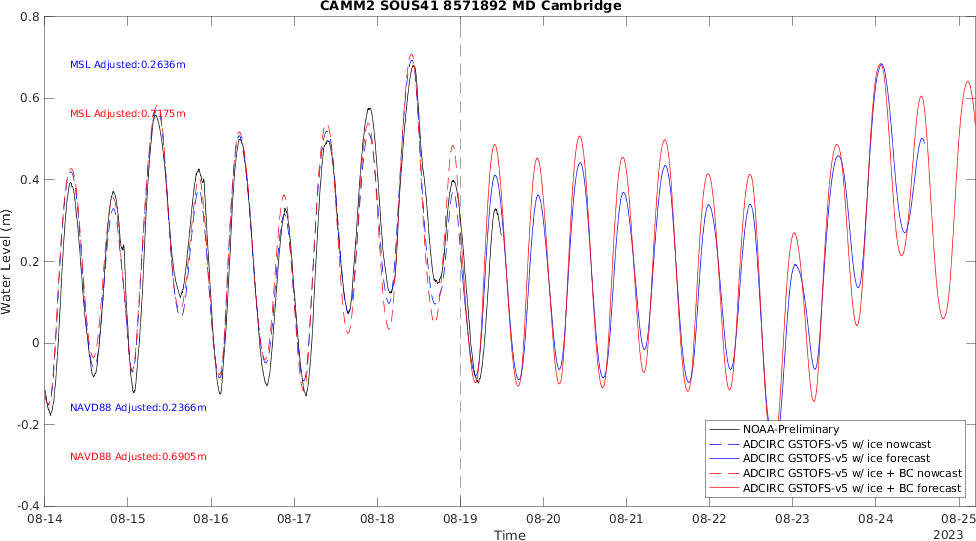 CAMM2 SOUS41 8571892 MD Cambridge
0.8
MSL Adjusted:0.2636m
0.6
MSL Adjusted:0.7175m
0.4
Water Level (m)
0.2
0
NAVD88 Adjusted:0.2366m
-0.2
NOAA-Preliminary
ADCIRC GSTOFS-v5 w/ ice nowcast
NAVD88 Adjusted:0.6905m
ADCIRC GSTOFS-v5 w/ ice forecast
ADCIRC GSTOFS-v5 w/ ice + BC nowcast
ADCIRC GSTOFS-v5 w/ ice + BC forecast
-0.4
08-14 08-15 08-16 08-17 08-18 08-19 08-20 08-21 08-22 08-23 08-24 08-25
Time
2023